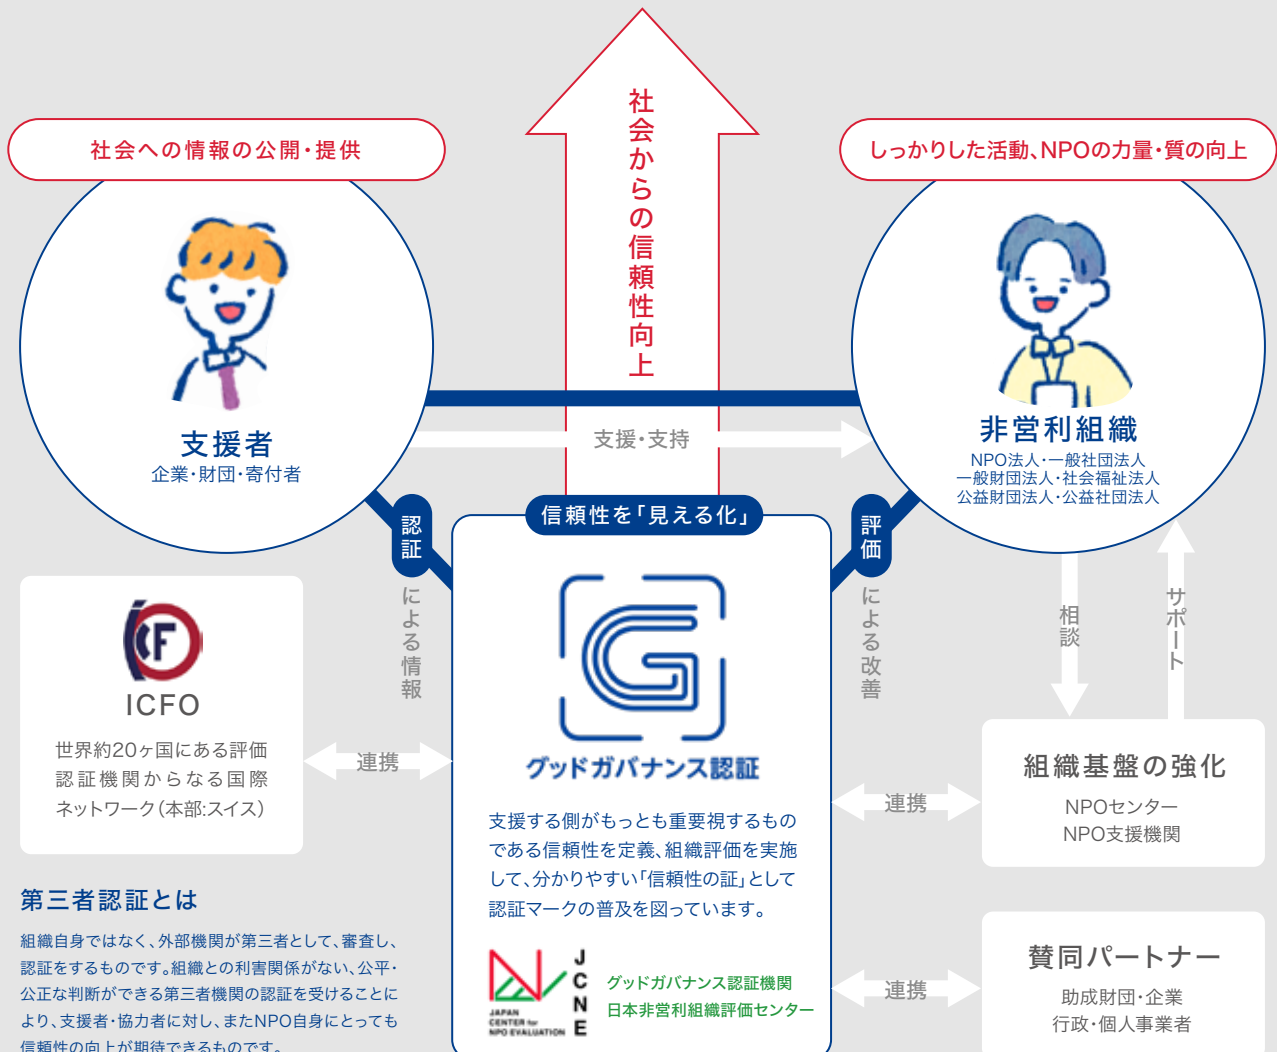 社会からの信頼性向上
社会への情報の公開・提供
しっかりした活動、NPOの力量・質の向上
支援者
企業・財団・寄付者
支援・支持
非営利組織
NPO法人・一般社団法人
一般財団法人・社会福祉法人
公益財団法人・公益社団法人
認証
による情報
信頼性を「見える化」
評価
による改善
相談
サポート
ICFO
世界約20ヶ国にある評価
認証機関からなる国際
ネットワーク（本部:スイス）
連携
G
グッドガバナンス認証
支援する側がもっとも重要視するもの
である信頼性を定義、組織評価を実施
して、分かりやすい「信頼性の証」として
認証マークの普及を図っています。
JCNE
JAPAN
CENTER for
NPO EVALUATION
グッドガバナンス認証機関
日本非営利組織評価センター
連携
組織基盤の強化
NPOセンター
NPO支援機関
連携
賛同パートナー
助成財団・企業
行政・個人事業者
第三者認証とは
組織自身ではなく、外部機関が第三者として、審査し、
認証をするものです。組織との利害関係がない、公平・
公正な判断ができる第三者機関の認証を受けることに
より、支援者・協力者に対し、またNPO自身にとっても
信頼性の向上が期待できるものです。